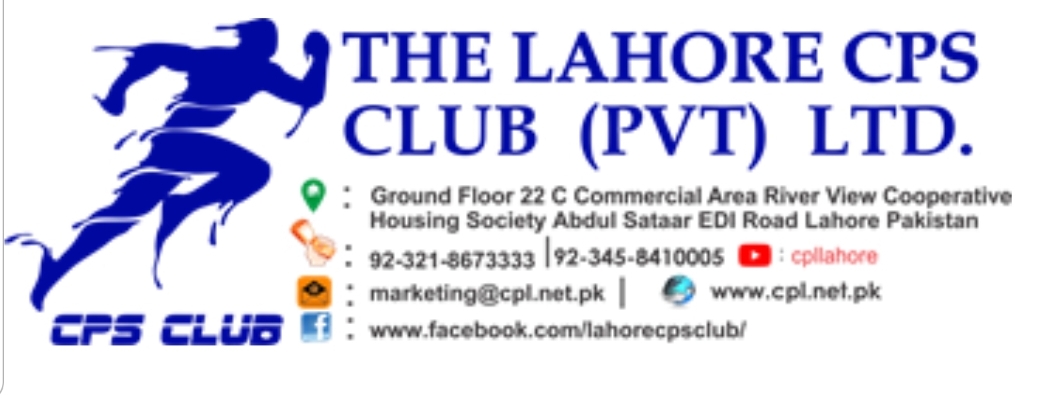 THE LAHORE CPS
CLUB (PVT) LTD.
: Ground Floor 22 C Commercial Area River View Cooperative
Housing Society Abdul Sataar EDI Road Lahore Pakistan
: 92-321-8673333 | 92-345-8410005 : cpllahore
: marketing@cpl.net.pk | www.cpl.net.pk
: www.facebook.com/lahorecpsclub/
CPS CLUB